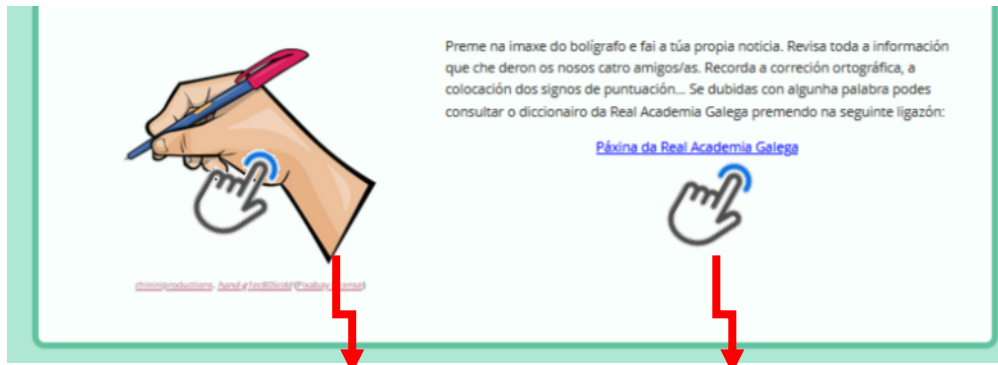 Preme na imaxe do bolígrafo e fai a túa propia noticia. Revisa toda a información
que che deron os nosos catro amigos/as. Recorda a correción ortográfica, a
colocación dos signos de puntuación... Se dubidas con algunha palabra podes
consultar o diccionairo da Real Academia Galega premendo na seguinte ligazón:
Páxina da Real Academia Galega
(Pixabay